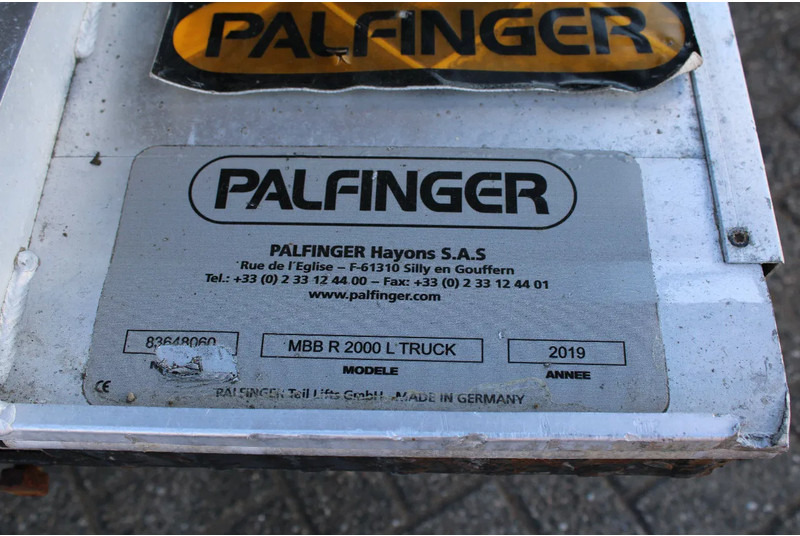 PALFINGER
PALFINGER
PALFINGER Hayons S.A.S
Rue de l'Eglise – F-61310 Silly en Gouffern
Tel.: +33 (0) 2 33 12 44 00 – Fax: +33 (0) 2 33 12 44 01
www.palfinger.com
83648060 MBB R 2000 L TRUCK 2019
MODELE ANNEE
CE PALFINGER Tail Lifts GmbH - MADE IN GERMANY